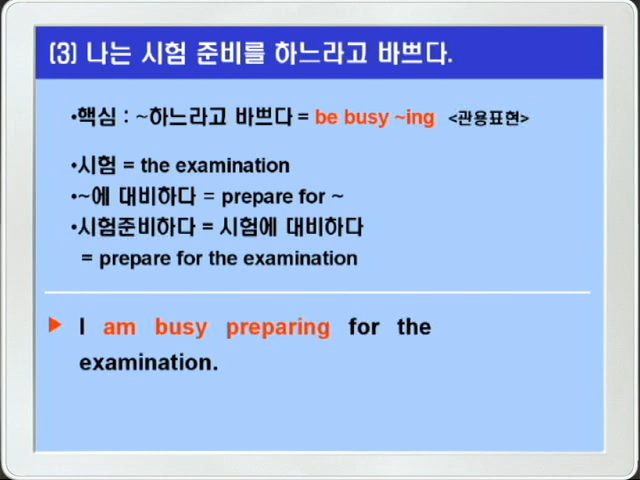 (3) 나는 시험 준비를 하느라고 바쁘다.
•핵심 : ~하느라고 바쁘다 = be busy ~ing <관용표현>
•시험 = the examination
•~에 대비하다 = prepare for ~
•시험준비하다 = 시험에 대비하다
= prepare for the examination
▶ I am busy preparing for the
examination.